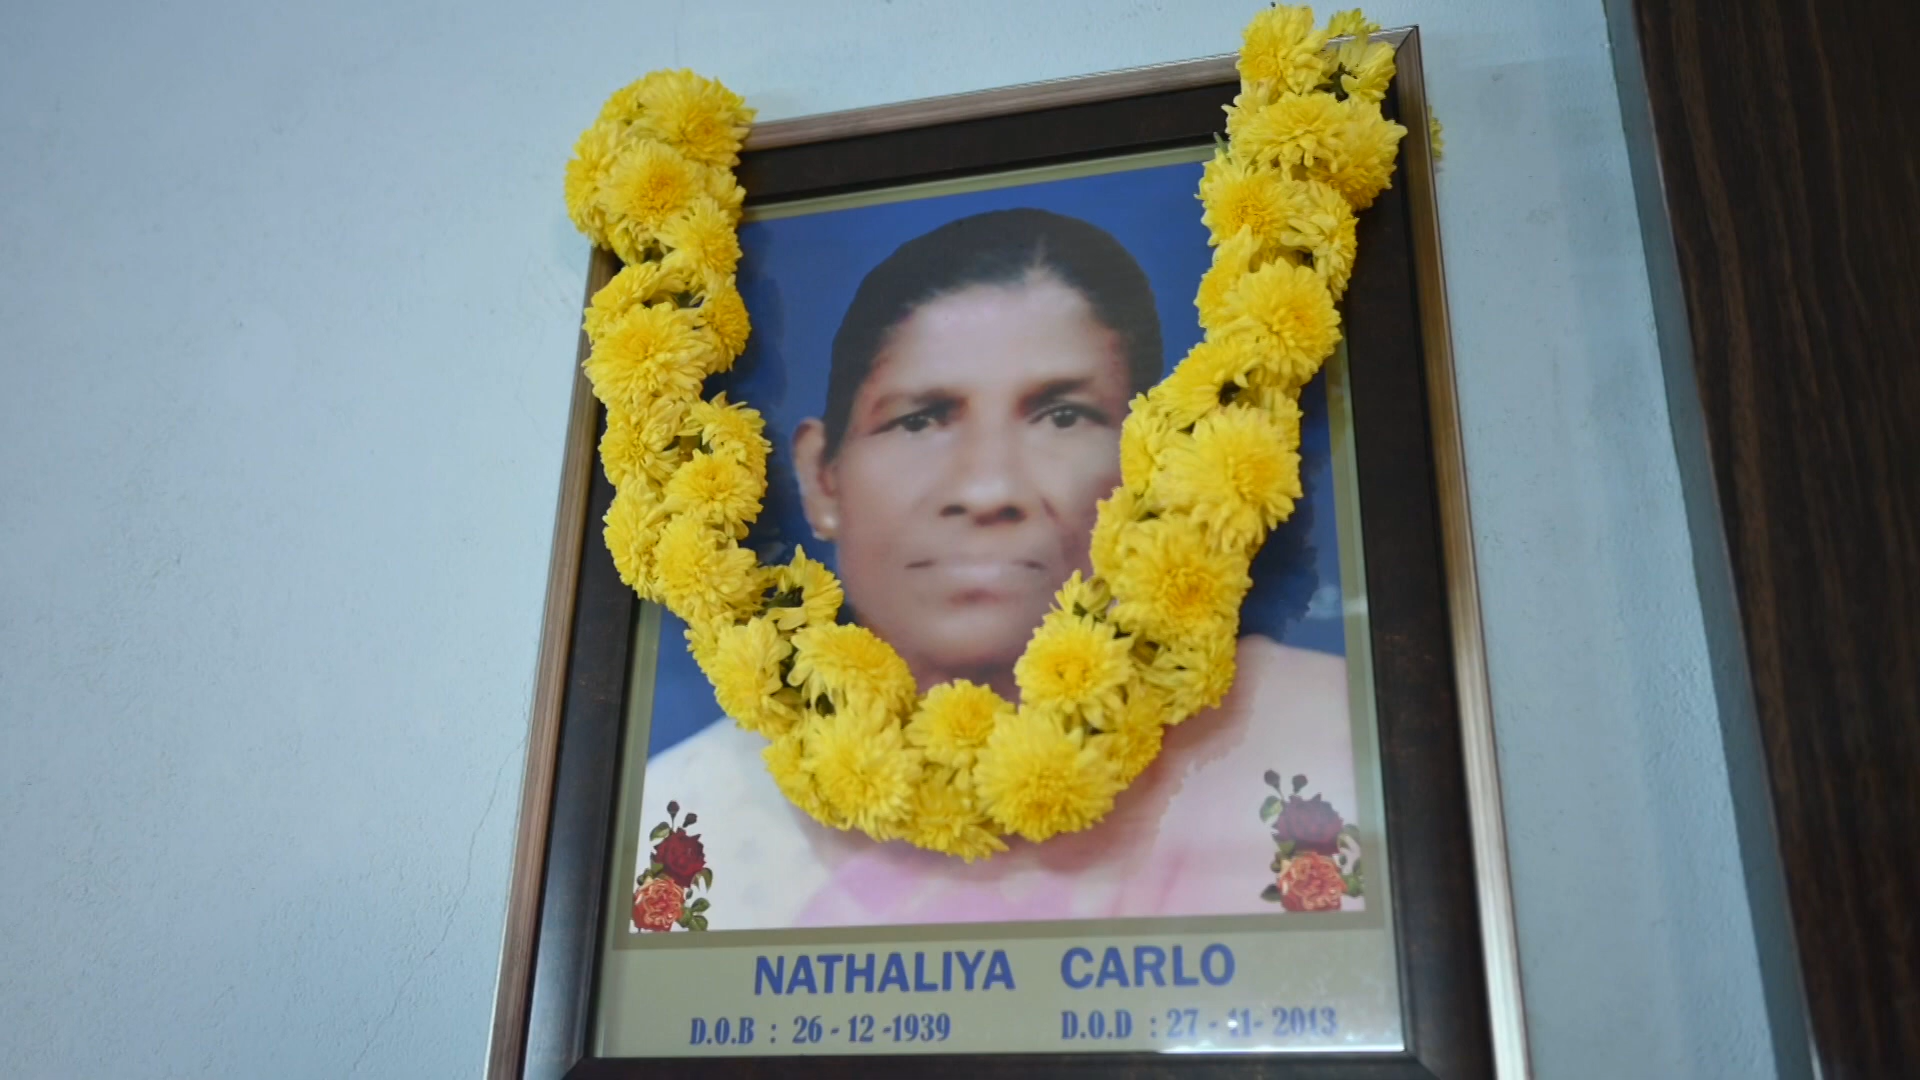 NATHALIYA CARLO
D.O.B : 26 - 12 -1939 D.O.D : 27 - 11- 2013